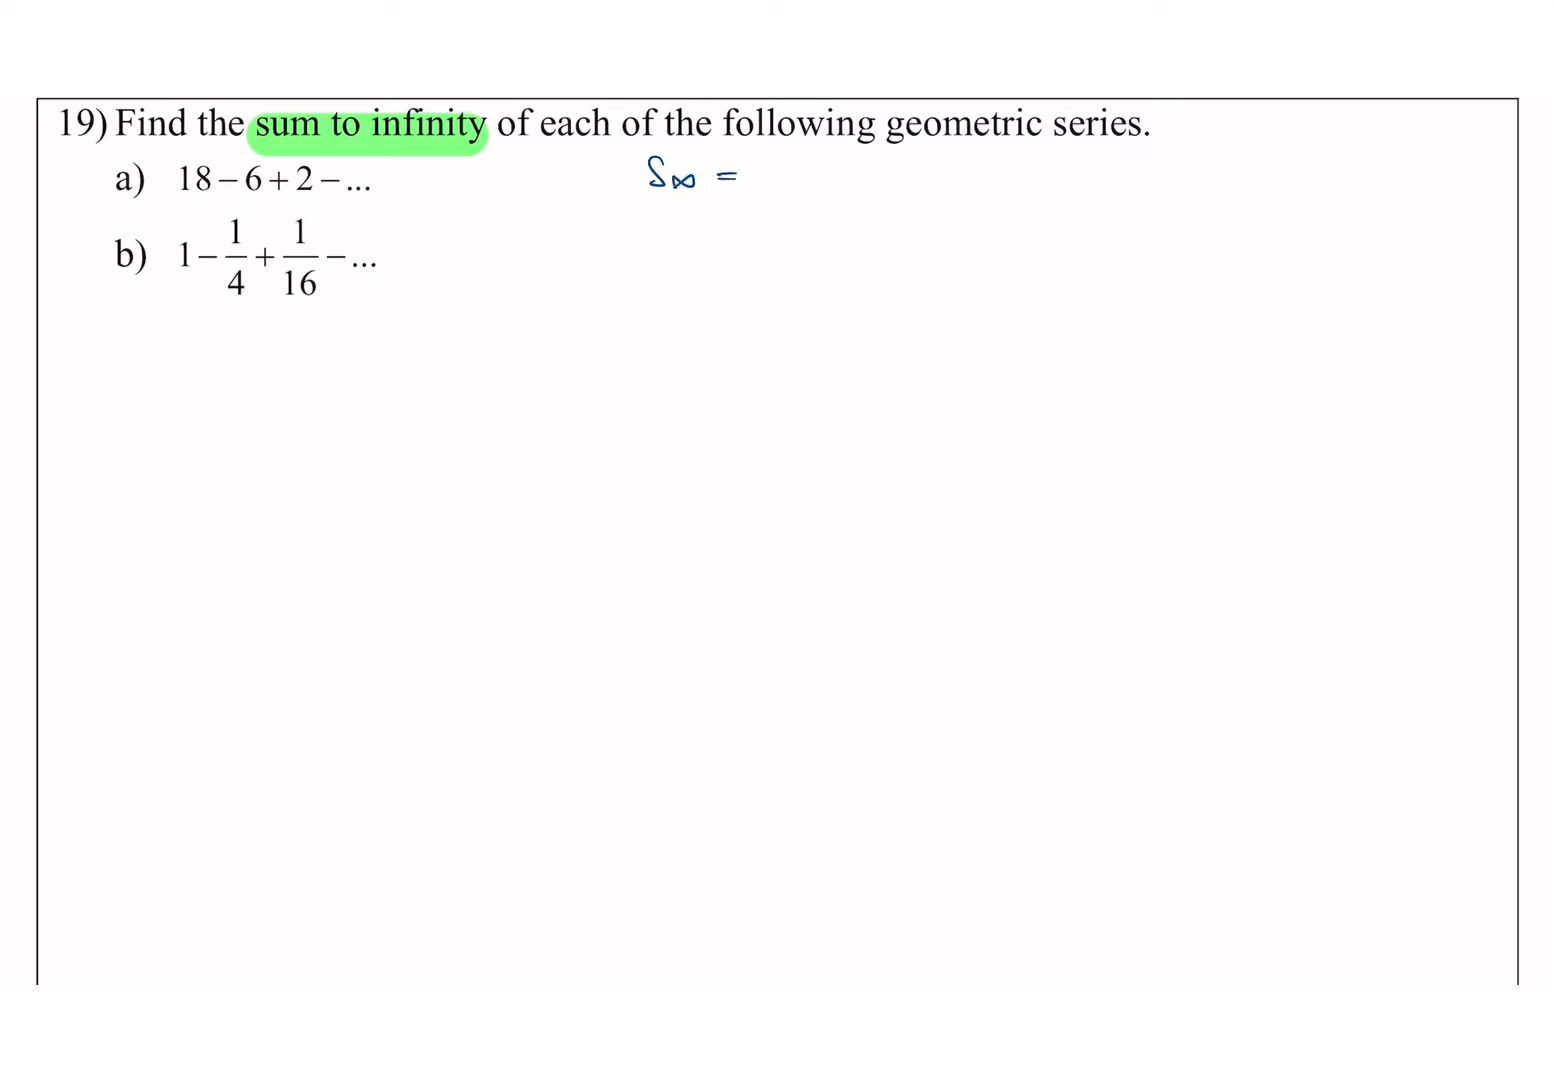 19) Find the sum to infinity of each of the following geometric series.
a) 18 – 6 + 2 – ... S∞ =
b) 1 – 1/4 + 1/16 – ...